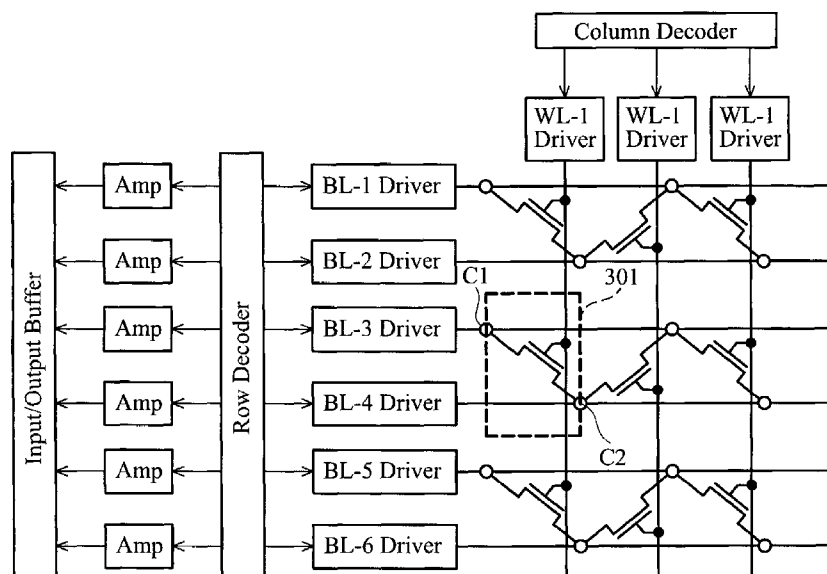 Column Decoder
WL-1
Driver
WL-1
Driver
WL-1
Driver
Input/Output Buffer
Row Decoder
Amp
BL-1 Driver
Amp
BL-2 Driver
C1
301
Amp
BL-3 Driver
Amp
BL-4 Driver
C2
Amp
BL-5 Driver
Amp
BL-6 Driver